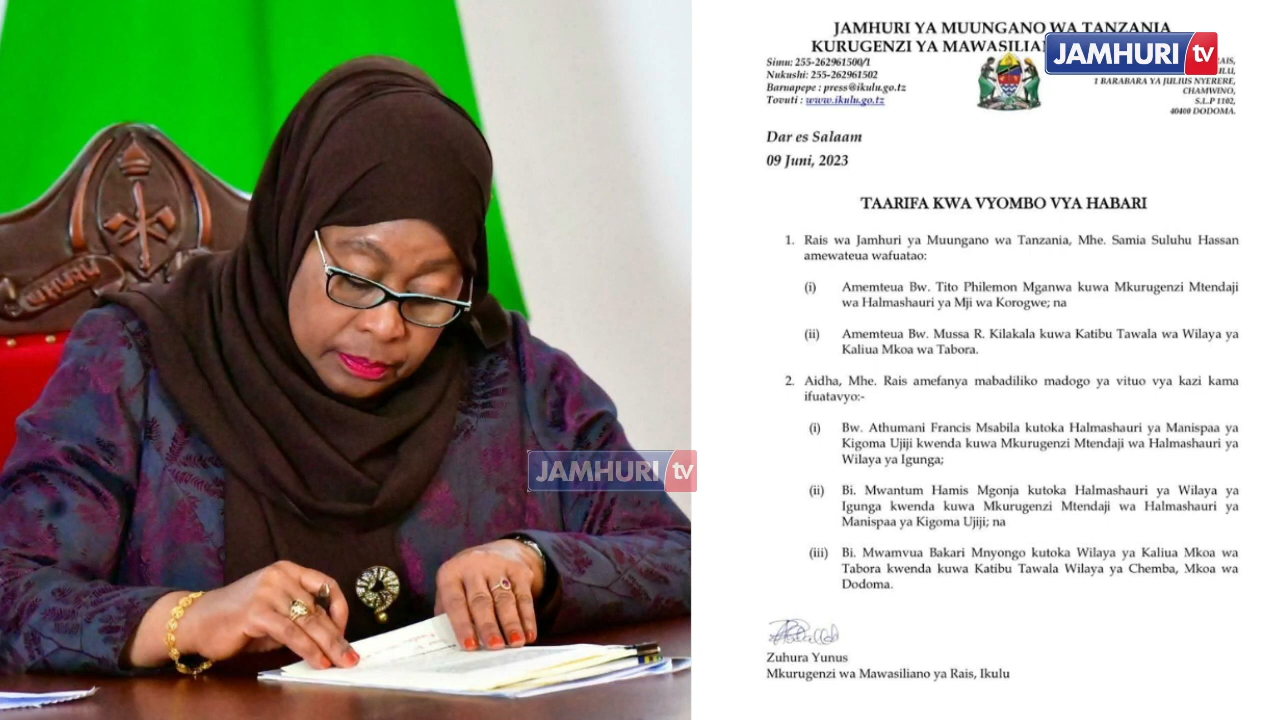 UHURU
JAMHURI tv
JAMHURI YA MUUNGANO WA TANZANIA
KURUGENZI YA MAWASILIAN
JAMHURI tv
Simu: 255-262961500/1
Nukushi: 255-262961502
Baruapepe : press@ikulu.go.tz
Tovuti : www.ikulu.go.tz
1 BARABARA YA JULIUS NYERERE,
CHAMWINO,
S.L.P 1102,
40400 DODOMA.
Dar es Salaam
09 Juni, 2023
TAARIFA KWA VYOMBO VYA HABARI
1. Rais wa Jamhuri ya Muungano wa Tanzania, Mhe. Samia Suluhu Hassan
amewateua wafuatao:
(i) Amemteua Bw. Tito Philemon Mganwa kuwa Mkurugenzi Mtendaji
wa Halmashauri ya Mji wa Korogwe; na
(ii) Amemteua Bw. Mussa R. Kilakala kuwa Katibu Tawala wa Wilaya ya
Kaliua Mkoa wa Tabora.
2. Aidha, Mhe. Rais amefanya mabadiliko madogo ya vituo vya kazi kama
ifuatavyo:-
(i) Bw. Athumani Francis Msabila kutoka Halmashauri ya Manispaa ya
Kigoma Ujiji kwenda kuwa Mkurugenzi Mtendaji wa Halmashauri ya
Wilaya ya Igunga;
(ii) Bi. Mwantum Hamis Mgonja kutoka Halmashauri ya Wilaya ya
Igunga kwenda kuwa Mkurugenzi Mtendaji wa Halmashauri ya
Manispaa ya Kigoma Ujiji; na
(iii) Bi. Mwamvua Bakari Mnyongo kutoka Wilaya ya Kaliua Mkoa wa
Tabora kwenda kuwa Katibu Tawala Wilaya ya Chemba, Mkoa wa
Dodoma.
Zuhura Yunus
Mkurugenzi wa Mawasiliano ya Rais, Ikulu